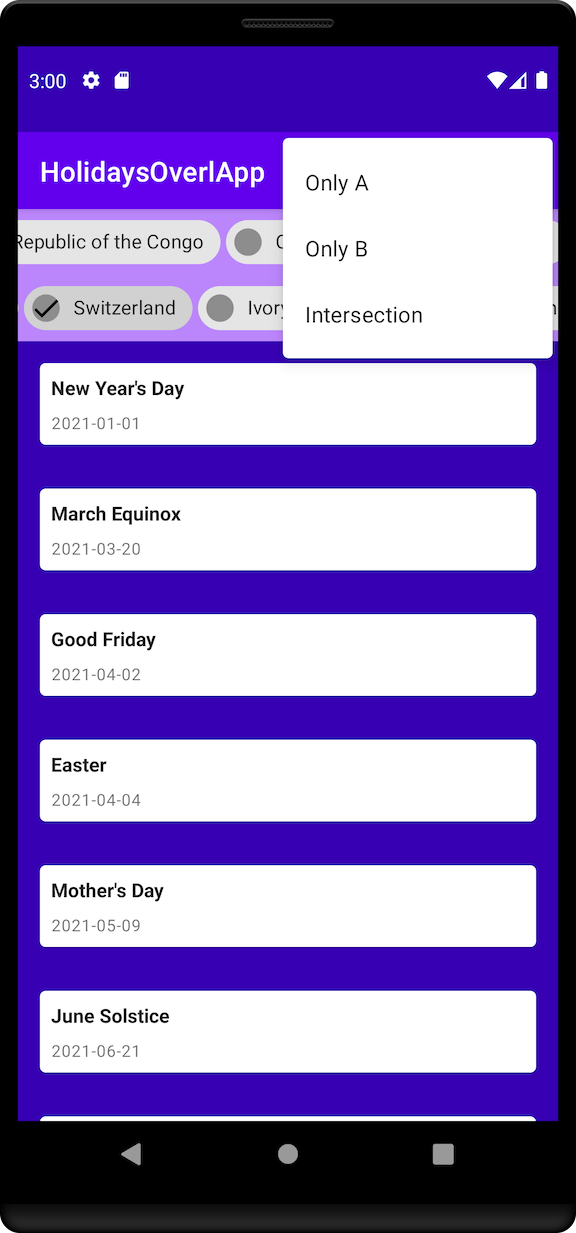 3:00
HolidaysOverlApp
Only A
Only B
Intersection
Republic of the Congo
Switzerland
New Year's Day
2021-01-01
March Equinox
2021-03-20
Good Friday
2021-04-02
Easter
2021-04-04
Mother's Day
2021-05-09
June Solstice
2021-06-21